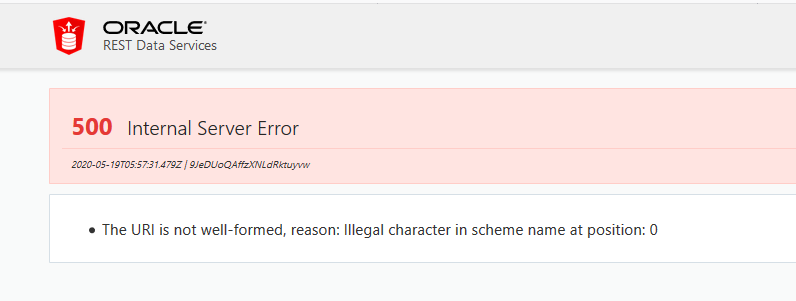 ORACLE®
REST Data Services
500 Internal Server Error
2020-05-19T05:57:31.479Z | 9JeDUoQAffzXNLdRktuyvw
• The URI is not well-formed, reason: Illegal character in scheme name at position: 0